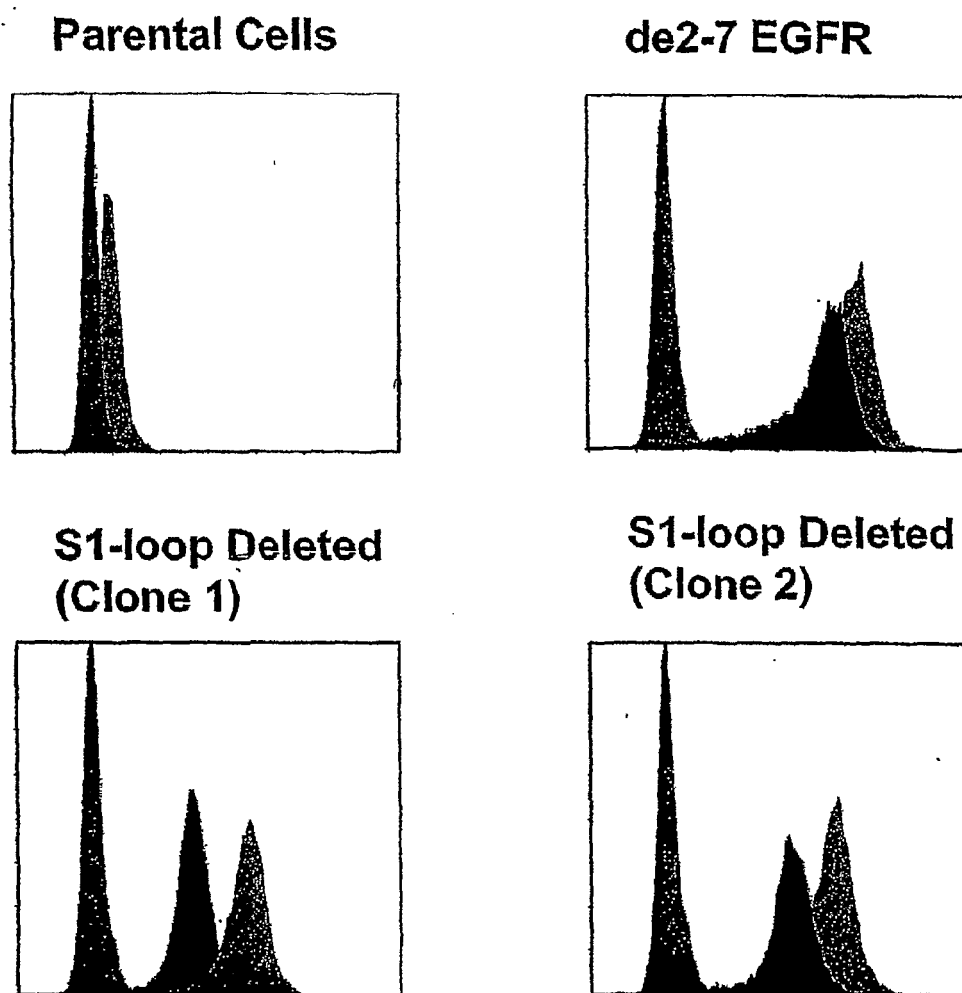 Parental Cells
de2-7 EGFR
S1-loop Deleted
(Clone 1)
S1-loop Deleted
(Clone 2)